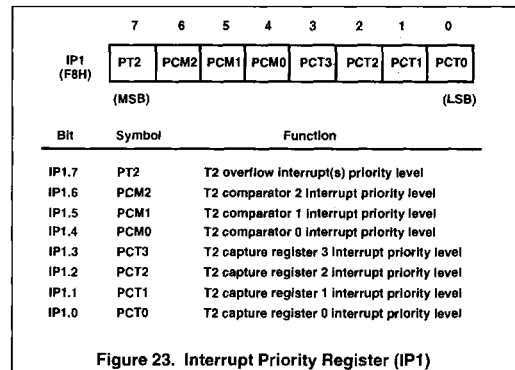 7 6 5 4 3 2 1 0
IP1 (F8H) PT2 PCM2 PCM1 PCM0 PCT3 PCT2 PCT1 PCT0
(MSB) (LSB)
Bit Symbol Function
IP1.7 PT2 T2 overflow interrupt(s) priority level
IP1.6 PCM2 T2 comparator 2 interrupt priority level
IP1.5 PCM1 T2 comparator 1 interrupt priority level
IP1.4 PCM0 T2 comparator 0 interrupt priority level
IP1.3 PCT3 T2 capture register 3 interrupt priority level
IP1.2 PCT2 T2 capture register 2 interrupt priority level
IP1.1 PCT1 T2 capture register 1 interrupt priority level
IP1.0 PCT0 T2 capture register 0 interrupt priority level
Figure 23. Interrupt Priority Register (IP1)